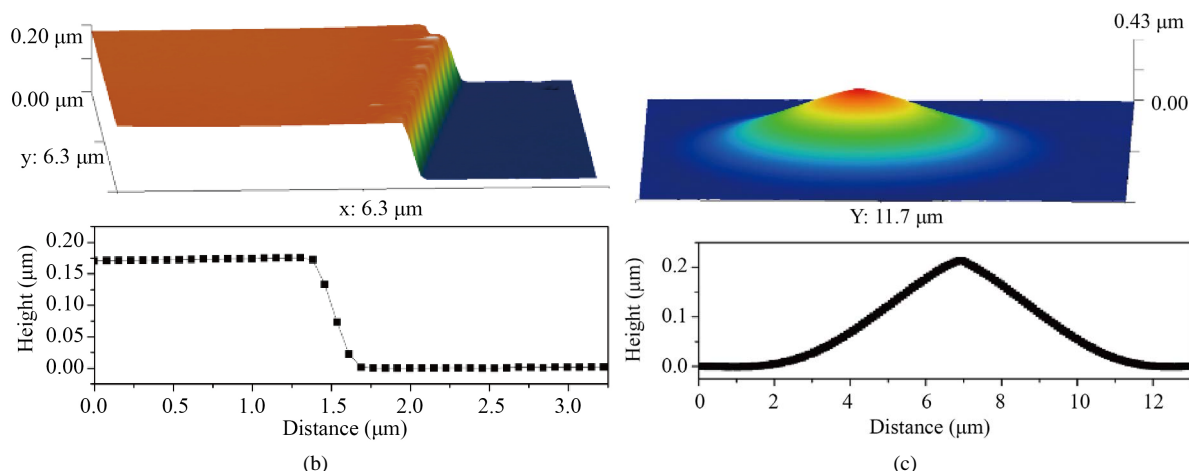 0.20 μm
0.00 μm
y: 6.3 μm
x: 6.3 μm
0.20
0.15
0.10
0.05
0.00
Height (μm)
0.0 0.5 1.0 1.5 2.0 2.5 3.0
Distance (μm)
(b)
0.43 μm
0.00
Y: 11.7 μm
0.2
0.1
0.0
Height (μm)
0 2 4 6 8 10 12
Distance (μm)
(c)